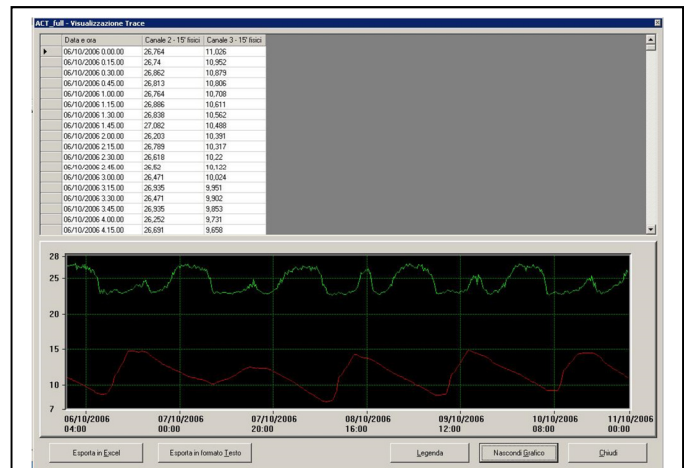 ACT_full - Visualizzazione Trace
Data e ora Canale 2 - 15' fisici Canale 3 - 15' fisici
06/10/2006 0.00.00 26,764 11,026
06/10/2006 0.15.00 26,74 10,952
06/10/2006 0.30.00 26,862 10,879
06/10/2006 0.45.00 26,813 10,806
06/10/2006 1.00.00 26,764 10,708
06/10/2006 1.15.00 26,886 10,611
06/10/2006 1.30.00 26,838 10,562
06/10/2006 1.45.00 27,082 10,488
06/10/2006 2.00.00 26,203 10,391
06/10/2006 2.15.00 26,789 10,317
06/10/2006 2.30.00 26,618 10,22
06/10/2006 2.45.00 26,52 10,122
06/10/2006 3.00.00 26,471 10,024
06/10/2006 3.15.00 26,935 9,951
06/10/2006 3.30.00 26,471 9,902
06/10/2006 3.45.00 26,935 9,853
06/10/2006 4.00.00 26,252 9,731
06/10/2006 4.15.00 26,691 9,658
28
25
20
15
10
7
06/10/2006 07/10/2006 07/10/2006 08/10/2006 09/10/2006 10/10/2006 11/10/2006
04:00 00:00 20:00 16:00 12:00 08:00 00:00
Esporta in Excel Esporta in formato Testo Legenda Nascondi Grafico Chiudi